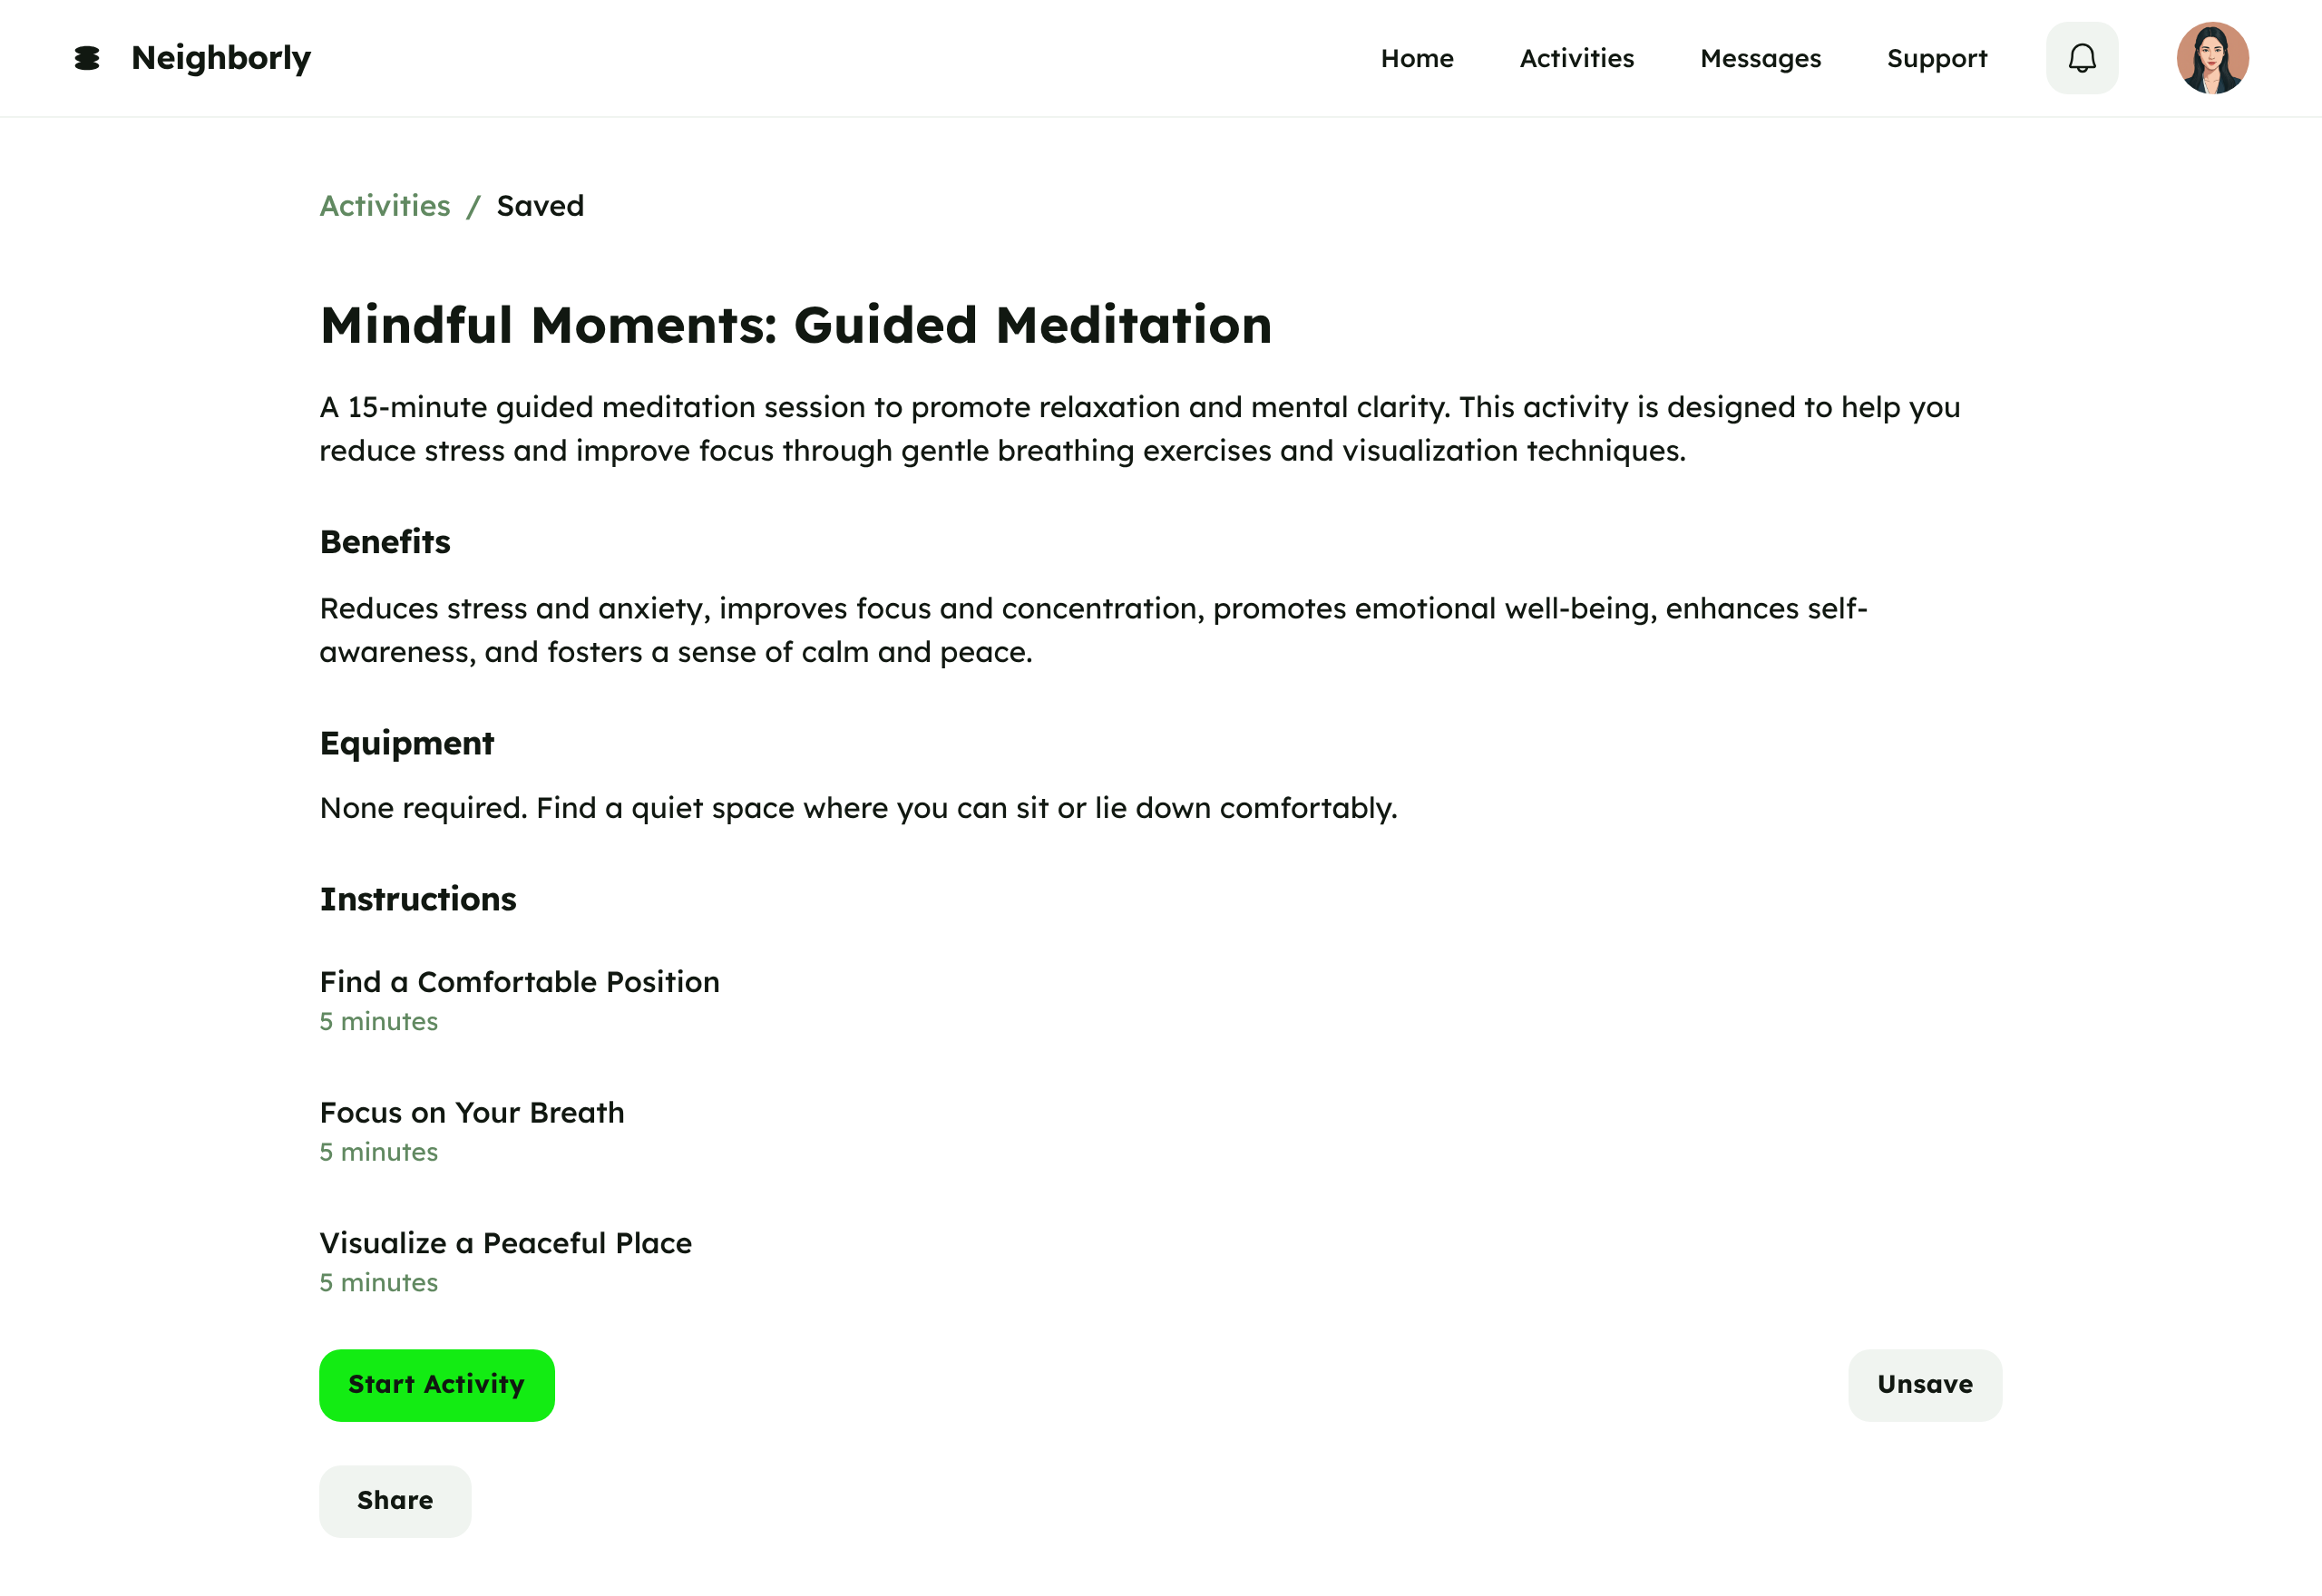 Neighborly
Home
Activities
Messages
Support
Activities / Saved
Mindful Moments: Guided Meditation
A 15-minute guided meditation session to promote relaxation and mental clarity. This activity is designed to help you
reduce stress and improve focus through gentle breathing exercises and visualization techniques.
Benefits
Reduces stress and anxiety, improves focus and concentration, promotes emotional well-being, enhances self-
awareness, and fosters a sense of calm and peace.
Equipment
None required. Find a quiet space where you can sit or lie down comfortably.
Instructions
Find a Comfortable Position
5 minutes
Focus on Your Breath
5 minutes
Visualize a Peaceful Place
5 minutes
Start Activity
Unsave
Share